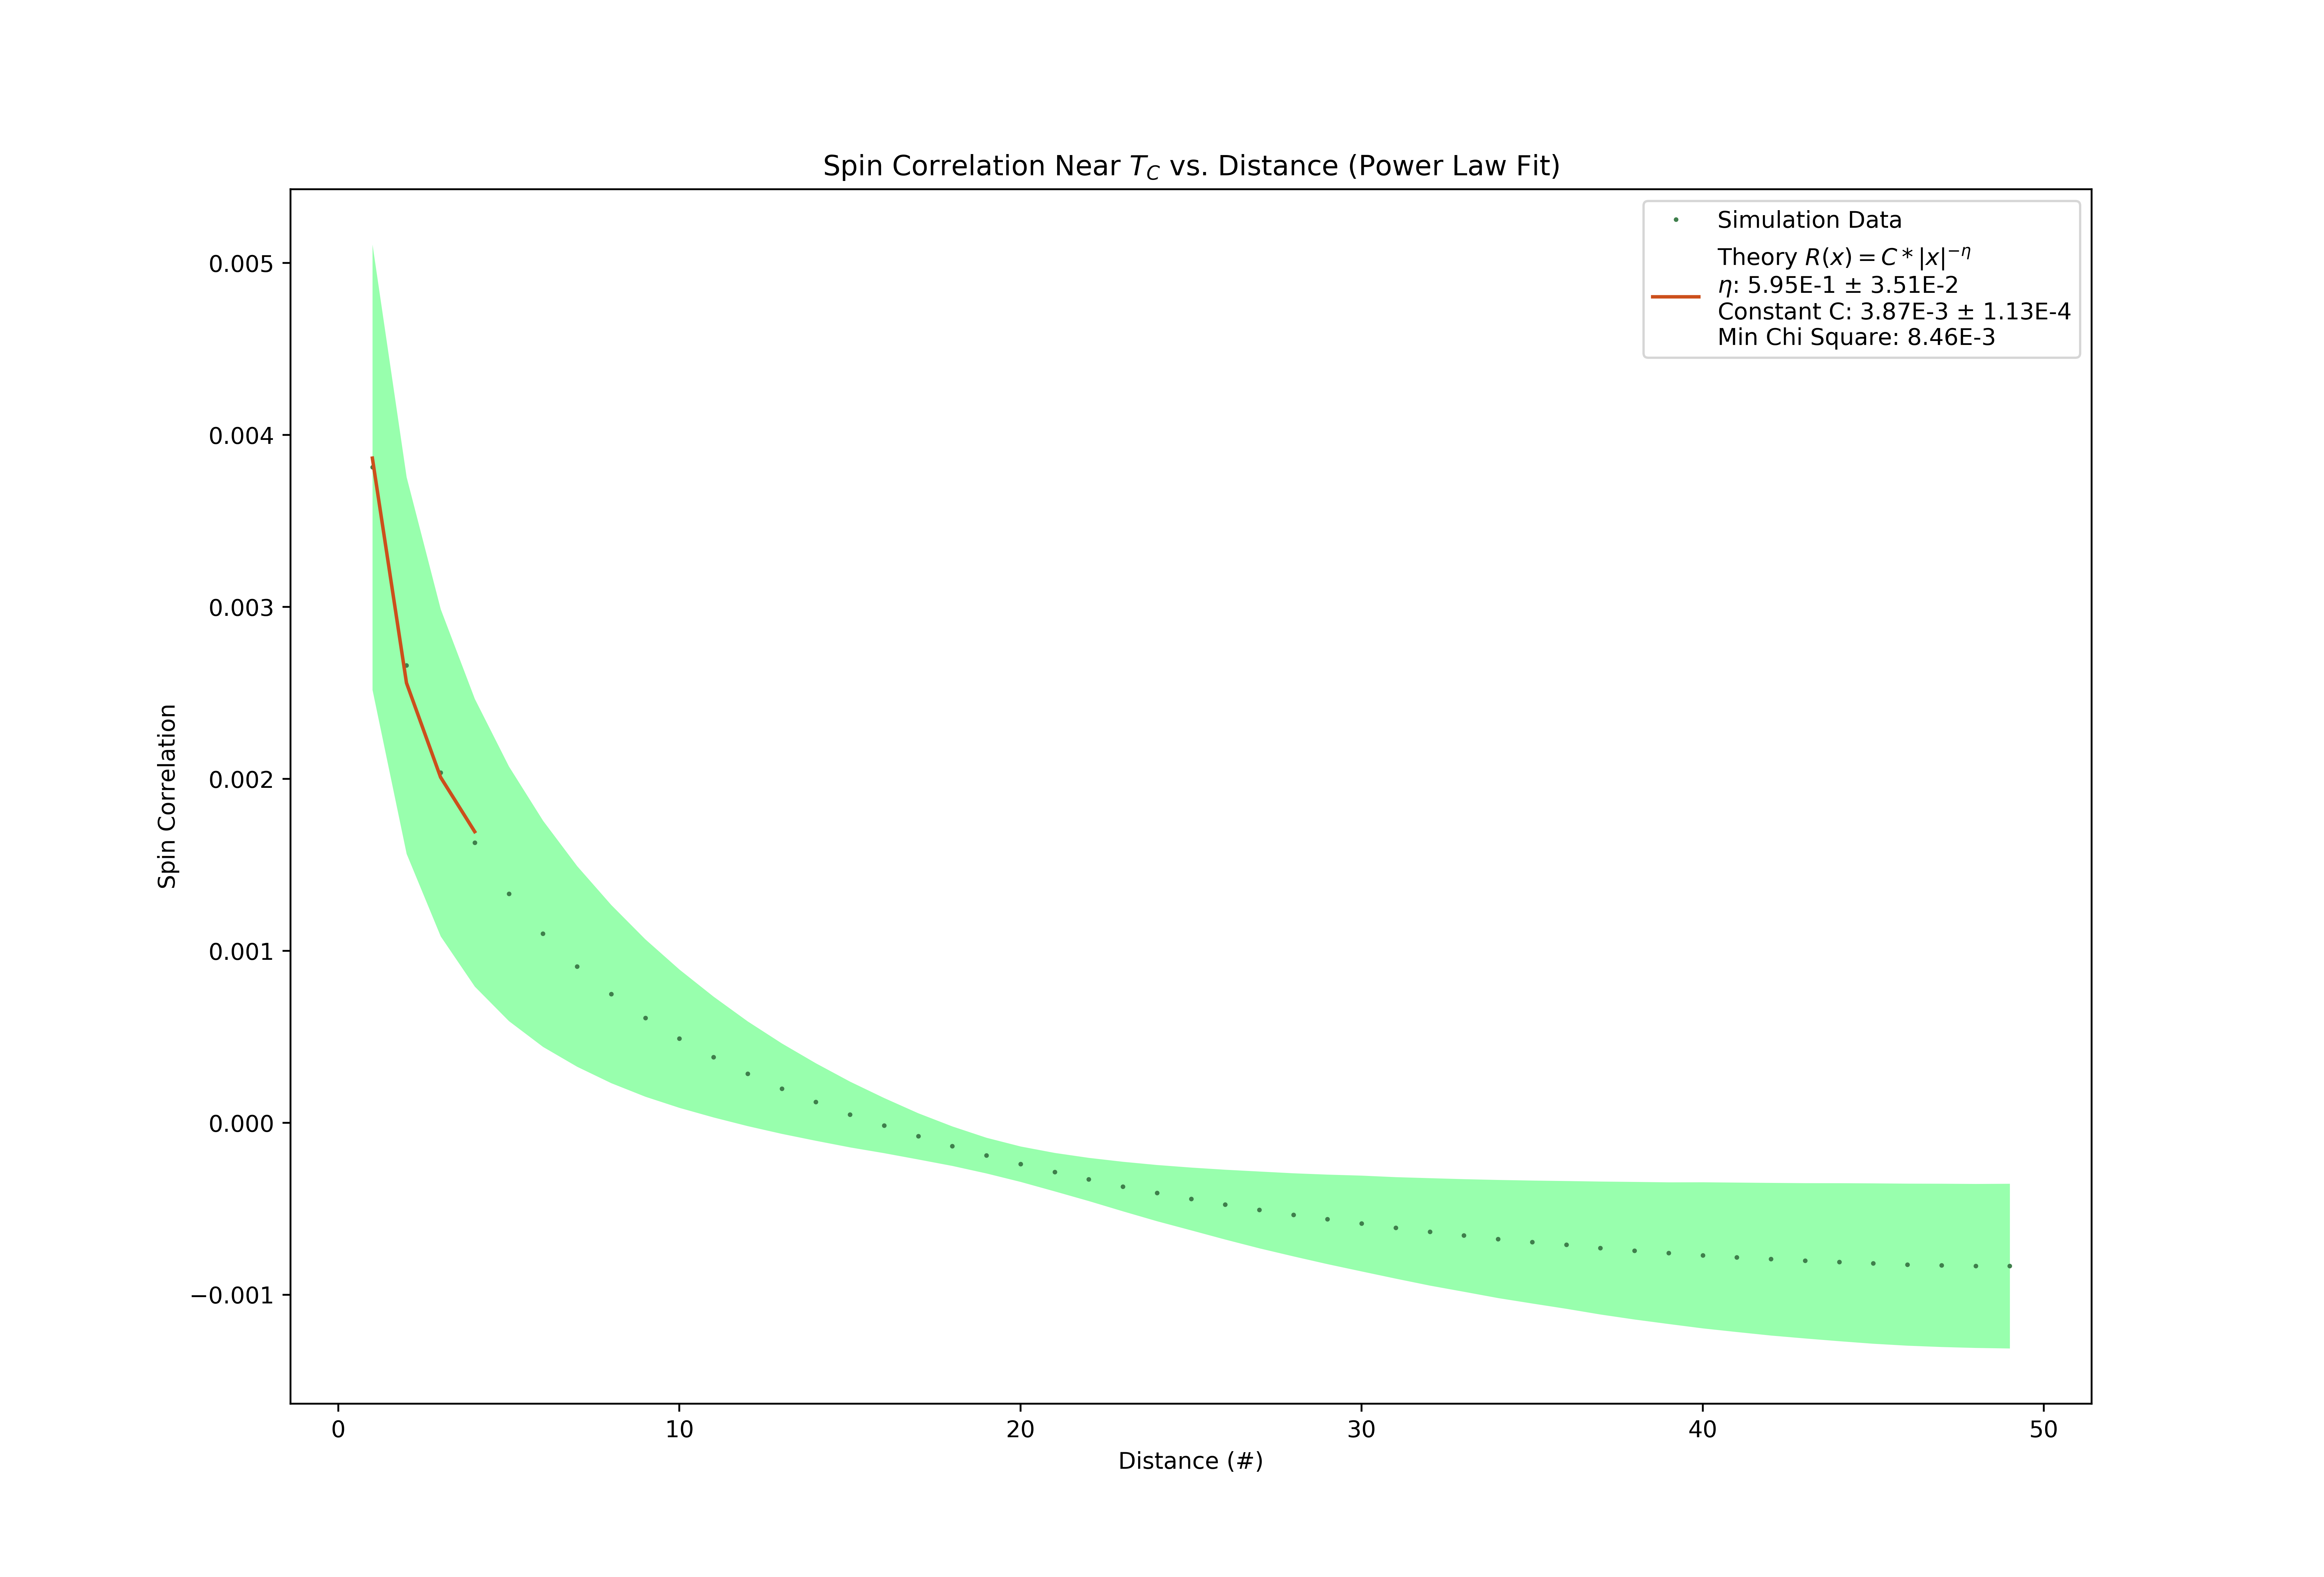 Spin Correlation Near $T_C$ vs. Distance (Power Law Fit)
Simulation Data
Theory $R(x) = C * |x|^{-\eta}$
$\eta$: 5.95E-1 ± 3.51E-2
Constant C: 3.87E-3 ± 1.13E-4
Min Chi Square: 8.46E-3
Spin Correlation
0.005
0.004
0.003
0.002
0.001
0.000
−0.001
0 10 20 30 40 50
Distance (#)